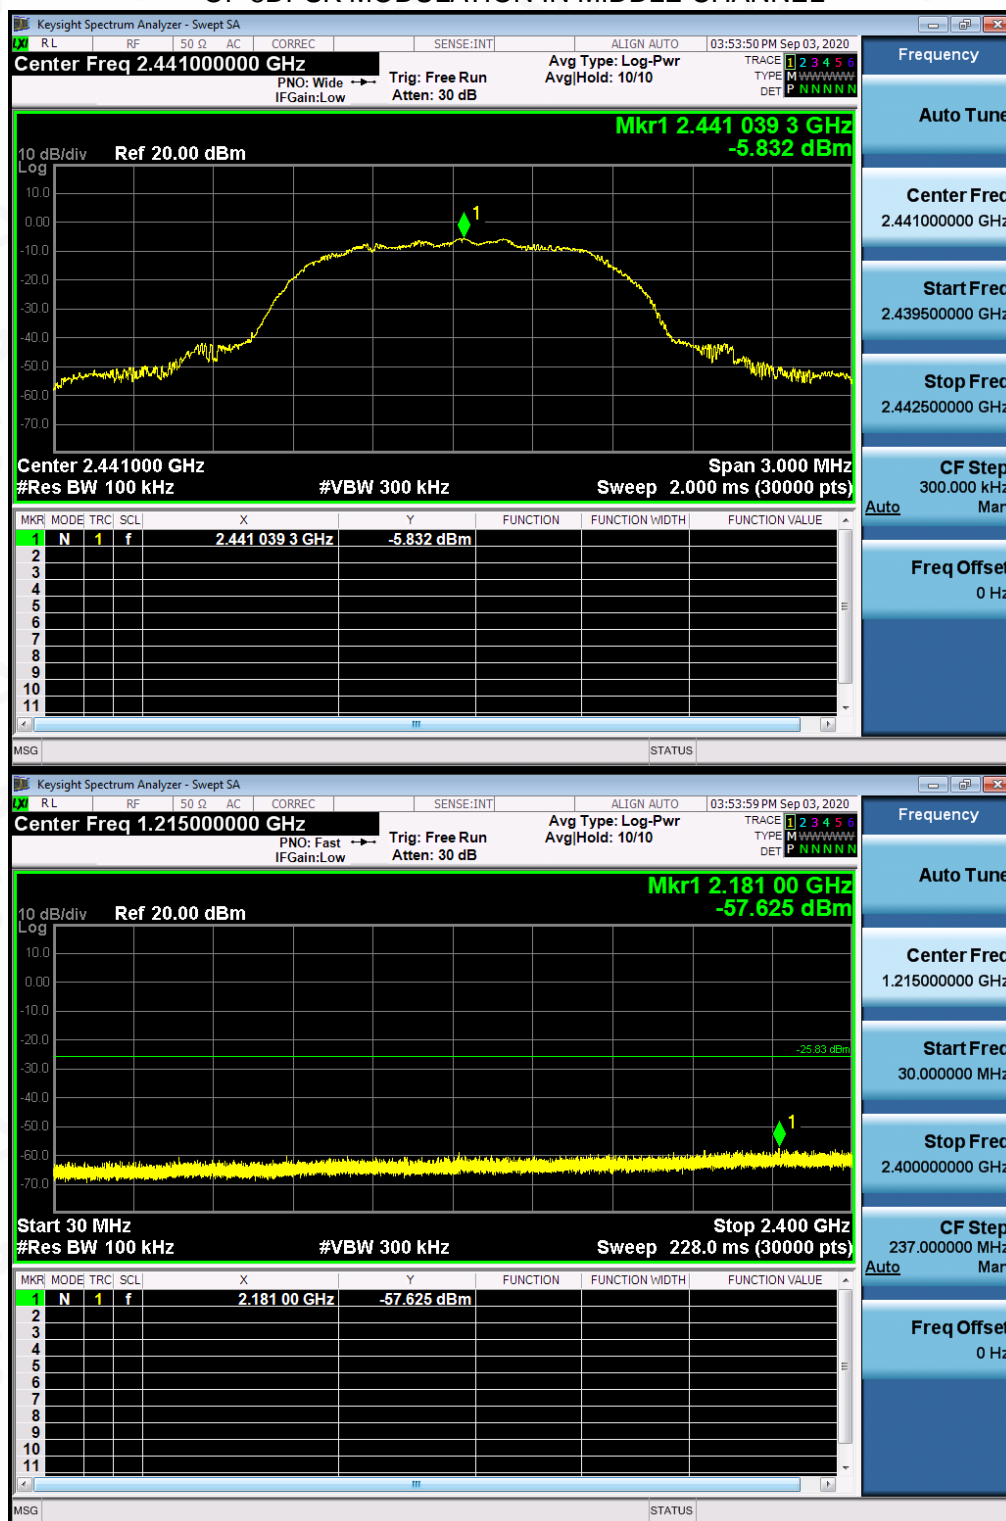 OF 8DPSK MODULATION IN MIDDLE CHANNEL
Keysight Spectrum Analyzer - Swept SA
LXI RL RF 50 Ω AC CORREC SENSE:INT ALIGN AUTO 03:53:50 PM Sep 03, 2020
Center Freq 2.441000000 GHz
PNO: Wide
IFGain:Low
Trig: Free Run
Atten: 30 dB
Avg Type: Log-Pwr
Avg|Hold: 10/10
TRACE 1 2 3 4 5 6
TYPE M WWWWW
DET P N N N N N
Frequency
Auto Tune
Center Freq
2.441000000 GHz
Start Freq
2.439500000 GHz
Stop Freq
2.442500000 GHz
CF Step
300.000 kHz
Auto Man
Freq Offset
0 Hz
Mkr1 2.441 039 3 GHz
-5.832 dBm
10 dB/div Ref 20.00 dBm
Log
10.0
0.00
-10.0
-20.0
-30.0
-40.0
-50.0
-60.0
-70.0
1
Center 2.441000 GHz Span 3.000 MHz
#Res BW 100 kHz #VBW 300 kHz Sweep 2.000 ms (30000 pts)
MKR MODE TRC SCL X Y FUNCTION FUNCTION WIDTH FUNCTION VALUE
1 N 1 f 2.441 039 3 GHz -5.832 dBm
2
3
4
5
6
7
8
9
10
11
MSG STATUS
Keysight Spectrum Analyzer - Swept SA
LXI RL RF 50 Ω AC CORREC SENSE:INT ALIGN AUTO 03:53:59 PM Sep 03, 2020
Center Freq 1.215000000 GHz
PNO: Fast
IFGain:Low
Trig: Free Run
Atten: 30 dB
Avg Type: Log-Pwr
Avg|Hold: 10/10
TRACE 1 2 3 4 5 6
TYPE M WWWWW
DET P N N N N N
Frequency
Auto Tune
Center Freq
1.215000000 GHz
Start Freq
30.000000 MHz
Stop Freq
2.400000000 GHz
CF Step
237.000000 MHz
Auto Man
Freq Offset
0 Hz
Mkr1 2.181 00 GHz
-57.625 dBm
10 dB/div Ref 20.00 dBm
Log
10.0
0.00
-10.0
-20.0
-30.0
-40.0
-50.0
-60.0
-70.0
-25.83 dBm
1
Start 30 MHz Stop 2.400 GHz
#Res BW 100 kHz #VBW 300 kHz Sweep 228.0 ms (30000 pts)
MKR MODE TRC SCL X Y FUNCTION FUNCTION WIDTH FUNCTION VALUE
1 N 1 f 2.181 00 GHz -57.625 dBm
2
3
4
5
6
7
8
9
10
11
MSG STATUS